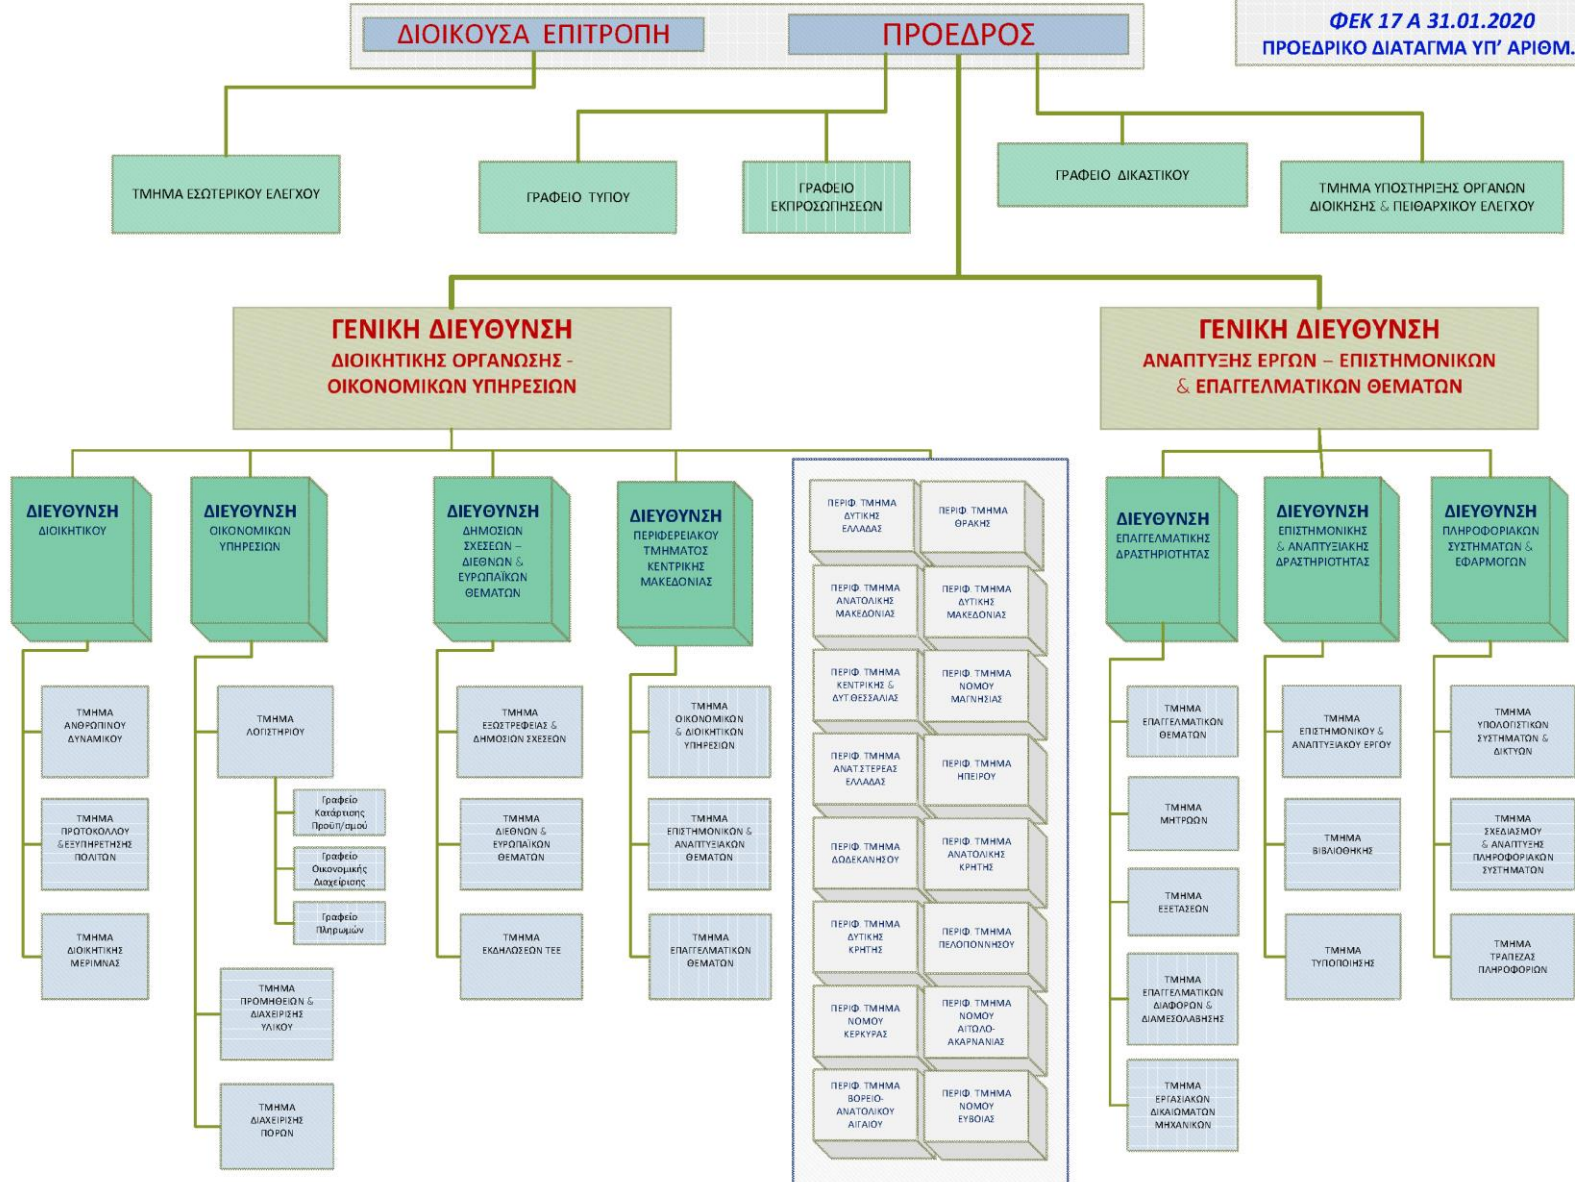 ΔΙΟΙΚΟΥΣΑ ΕΠΙΤΡΟΠΗ
ΠΡΟΕΔΡΟΣ
ΦΕΚ 17 Α 31.01.2020
ΠΡΟΕΔΡΙΚΟ ΔΙΑΤΑΓΜΑ ΥΠ' ΑΡΙΘΜ.
ΤΜΗΜΑ ΕΣΩΤΕΡΙΚΟΥ ΕΛΕΓΧΟΥ
ΓΡΑΦΕΙΟ ΤΥΠΟΥ
ΓΡΑΦΕΙΟ
ΕΚΠΡΟΣΩΠΗΣΕΩΝ
ΓΡΑΦΕΙΟ ΔΙΚΑΣΤΙΚΟΥ
ΤΜΗΜΑ ΥΠΟΣΤΗΡΙΞΗΣ ΟΡΓΑΝΩΝ
ΔΙΟΙΚΗΣΗΣ & ΠΕΙΘΑΡΧΙΚΟΥ ΕΛΕΓΧΟΥ
ΓΕΝΙΚΗ ΔΙΕΥΘΥΝΣΗ
ΔΙΟΙΚΗΤΙΚΗΣ ΟΡΓΑΝΩΣΗΣ -
ΟΙΚΟΝΟΜΙΚΩΝ ΥΠΗΡΕΣΙΩΝ
ΓΕΝΙΚΗ ΔΙΕΥΘΥΝΣΗ
ΑΝΑΠΤΥΞΗΣ ΕΡΓΩΝ – ΕΠΙΣΤΗΜΟΝΙΚΩΝ
& ΕΠΑΓΓΕΛΜΑΤΙΚΩΝ ΘΕΜΑΤΩΝ
ΔΙΕΥΘΥΝΣΗ
ΔΙΟΙΚΗΤΙΚΟΥ
ΔΙΕΥΘΥΝΣΗ
ΟΙΚΟΝΟΜΙΚΩΝ
ΥΠΗΡΕΣΙΩΝ
ΔΙΕΥΘΥΝΣΗ
ΔΗΜΟΣΙΩΝ
ΣΧΕΣΕΩΝ –
ΔΙΕΘΝΩΝ &
ΕΥΡΩΠΑΪΚΩΝ
ΘΕΜΑΤΩΝ
ΔΙΕΥΘΥΝΣΗ
ΠΕΡΙΦΕΡΕΙΑΚΟΥ
ΤΜΗΜΑΤΟΣ
ΚΕΝΤΡΙΚΗΣ
ΜΑΚΕΔΟΝΙΑΣ
ΔΙΕΥΘΥΝΣΗ
ΕΠΑΓΓΕΛΜΑΤΙΚΗΣ
ΔΡΑΣΤΗΡΙΟΤΗΤΑΣ
ΔΙΕΥΘΥΝΣΗ
ΕΠΙΣΤΗΜΟΝΙΚΗΣ
& ΑΝΑΠΤΥΞΙΑΚΗΣ
ΔΡΑΣΤΗΡΙΟΤΗΤΑΣ
ΔΙΕΥΘΥΝΣΗ
ΠΛΗΡΟΦΟΡΙΑΚΩΝ
ΣΥΣΤΗΜΑΤΩΝ &
ΕΦΑΡΜΟΓΩΝ
ΤΜΗΜΑ
ΑΝΘΡΩΠΙΝΟΥ
ΔΥΝΑΜΙΚΟΥ
ΤΜΗΜΑ
ΠΡΩΤΟΚΟΛΛΟΥ
&ΕΞΥΠΗΡΕΤΗΣΗΣ
ΠΟΛΙΤΩΝ
ΤΜΗΜΑ
ΔΙΟΙΚΗΤΙΚΗΣ
ΜΕΡΙΜΝΑΣ
ΤΜΗΜΑ
ΛΟΓΙΣΤΗΡΙΟΥ
Γραφείο
Κατάρτισης
Προϋπ/σμού
Γραφείο
Οικονομικής
Διαχείρισης
Γραφείο
Πληρωμών
ΤΜΗΜΑ
ΠΡΟΜΗΘΕΙΩΝ &
ΔΙΑΧΕΙΡΙΣΗΣ
ΥΛΙΚΟΥ
ΤΜΗΜΑ
ΔΙΑΧΕΙΡΙΣΗΣ
ΠΟΡΩΝ
ΤΜΗΜΑ
ΕΞΩΣΤΡΕΦΕΙΑΣ &
ΔΗΜΟΣΙΩΝ ΣΧΕΣΕΩΝ
ΤΜΗΜΑ
ΔΙΕΘΝΩΝ &
ΕΥΡΩΠΑΪΚΩΝ
ΘΕΜΑΤΩΝ
ΤΜΗΜΑ
ΕΚΔΗΛΩΣΕΩΝ ΤΕΕ
ΤΜΗΜΑ
ΟΙΚΟΝΟΜΙΚΩΝ
& ΔΙΟΙΚΗΤΙΚΩΝ
ΥΠΗΡΕΣΙΩΝ
ΤΜΗΜΑ
ΕΠΙΣΤΗΜΟΝΙΚΩΝ &
ΑΝΑΠΤΥΞΙΑΚΩΝ
ΘΕΜΑΤΩΝ
ΤΜΗΜΑ
ΕΠΑΓΓΕΛΜΑΤΙΚΩΝ
ΘΕΜΑΤΩΝ
ΠΕΡΙΦ. ΤΜΗΜΑ
ΔΥΤΙΚΗΣ
ΕΛΛΑΔΑΣ
ΠΕΡΙΦ. ΤΜΗΜΑ
ΘΡΑΚΗΣ
ΠΕΡΙΦ. ΤΜΗΜΑ
ΑΝΑΤΟΛΙΚΗΣ
ΜΑΚΕΔΟΝΙΑΣ
ΠΕΡΙΦ. ΤΜΗΜΑ
ΔΥΤΙΚΗΣ
ΜΑΚΕΔΟΝΙΑΣ
ΠΕΡΙΦ. ΤΜΗΜΑ
ΚΕΝΤΡΙΚΗΣ &
ΔΥΤ.ΘΕΣΣΑΛΙΑΣ
ΠΕΡΙΦ. ΤΜΗΜΑ
ΝΟΜΟΥ
ΜΑΓΝΗΣΙΑΣ
ΠΕΡΙΦ. ΤΜΗΜΑ
ΑΝΑΤ.ΣΤΕΡΕΑΣ
ΕΛΛΑΔΑΣ
ΠΕΡΙΦ. ΤΜΗΜΑ
ΗΠΕΙΡΟΥ
ΠΕΡΙΦ. ΤΜΗΜΑ
ΔΩΔΕΚΑΝΗΣΟΥ
ΠΕΡΙΦ. ΤΜΗΜΑ
ΑΝΑΤΟΛΙΚΗΣ
ΚΡΗΤΗΣ
ΠΕΡΙΦ. ΤΜΗΜΑ
ΔΥΤΙΚΗΣ
ΚΡΗΤΗΣ
ΠΕΡΙΦ. ΤΜΗΜΑ
ΠΕΛΟΠΟΝΝΗΣΟΥ
ΠΕΡΙΦ. ΤΜΗΜΑ
ΝΟΜΟΥ
ΚΕΡΚΥΡΑΣ
ΠΕΡΙΦ. ΤΜΗΜΑ
ΝΟΜΟΥ
ΑΙΤΩΛΟ-
ΑΚΑΡΝΑΝΙΑΣ
ΠΕΡΙΦ. ΤΜΗΜΑ
ΒΟΡΕΙΟ-
ΑΝΑΤΟΛΙΚΟΥ
ΑΙΓΑΙΟΥ
ΠΕΡΙΦ. ΤΜΗΜΑ
ΝΟΜΟΥ
ΕΥΒΟΙΑΣ
ΤΜΗΜΑ
ΕΠΑΓΓΕΛΜΑΤΙΚΩΝ
ΘΕΜΑΤΩΝ
ΤΜΗΜΑ
ΜΗΤΡΩΩΝ
ΤΜΗΜΑ
ΕΞΕΤΑΣΕΩΝ
ΤΜΗΜΑ
ΕΠΑΓΓΕΛΜΑΤΙΚΩΝ
ΔΙΑΦΟΡΩΝ &
ΔΙΑΜΕΣΟΛΑΒΗΣΗΣ
ΤΜΗΜΑ
ΕΡΓΑΣΙΑΚΩΝ
ΔΙΚΑΙΩΜΑΤΩΝ
ΜΗΧΑΝΙΚΩΝ
ΤΜΗΜΑ
ΕΠΙΣΤΗΜΟΝΙΚΟΥ &
ΑΝΑΠΤΥΞΙΑΚΟΥ ΕΡΓΟΥ
ΤΜΗΜΑ
ΒΙΒΛΙΟΘΗΚΗΣ
ΤΜΗΜΑ
ΤΥΠΟΠΟΙΗΣΗΣ
ΤΜΗΜΑ
ΥΠΟΛΟΓΙΣΤΙΚΩΝ
ΣΥΣΤΗΜΑΤΩΝ &
ΔΙΚΤΥΩΝ
ΤΜΗΜΑ
ΣΧΕΔΙΑΣΜΟΥ
& ΑΝΑΠΤΥΞΗΣ
ΠΛΗΡΟΦΟΡΙΑΚΩΝ
ΣΥΣΤΗΜΑΤΩΝ
ΤΜΗΜΑ
ΤΡΑΠΕΖΑΣ
ΠΛΗΡΟΦΟΡΙΩΝ